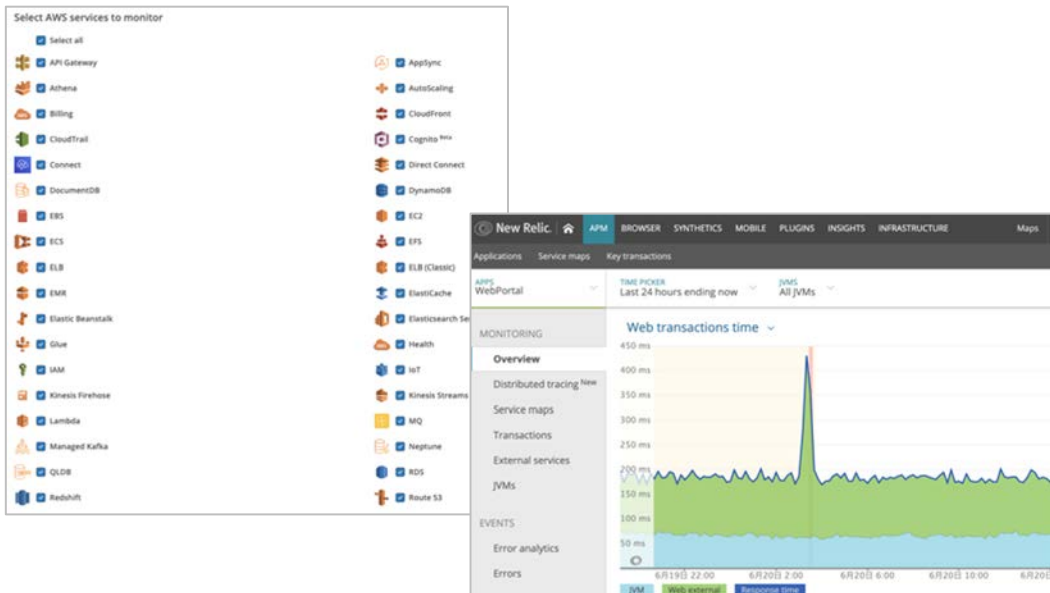 Select AWS services to monitor
Select all
API Gateway
AppSync
Athena
AutoScaling
Billing
CloudFront
CloudTrail
Cognito Beta
Connect
Direct Connect
DocumentDB
DynamoDB
EBS
EC2
ECS
EFS
ELB
ELB (Classic)
EMR
ElastiCache
Elastic Beanstalk
Elasticsearch Se
Glue
Health
IAM
IoT
Kinesis Firehose
Kinesis Streams
Lambda
MQ
Managed Kafka
Neptune
QLDB
RDS
Redshift
Route 53
New Relic. APM BROWSER SYNTHETICS MOBILE PLUGINS INSIGHTS INFRASTRUCTURE Maps
Applications Service maps Key transactions
APPS TIME PICKER JVMS
WebPortal Last 24 hours ending now All JVMs
MONITORING
Overview
Distributed tracing New
Service maps
Transactions
External services
JVMs
EVENTS
Error analytics
Errors
Web transactions time
450 ms
400 ms
350 ms
300 ms
250 ms
200 ms
150 ms
100 ms
50 ms
6月19日 22:00 6月20日 2:00 6月20日 6:00 6月20日 10:00 6月20日
JVM Web external Response time